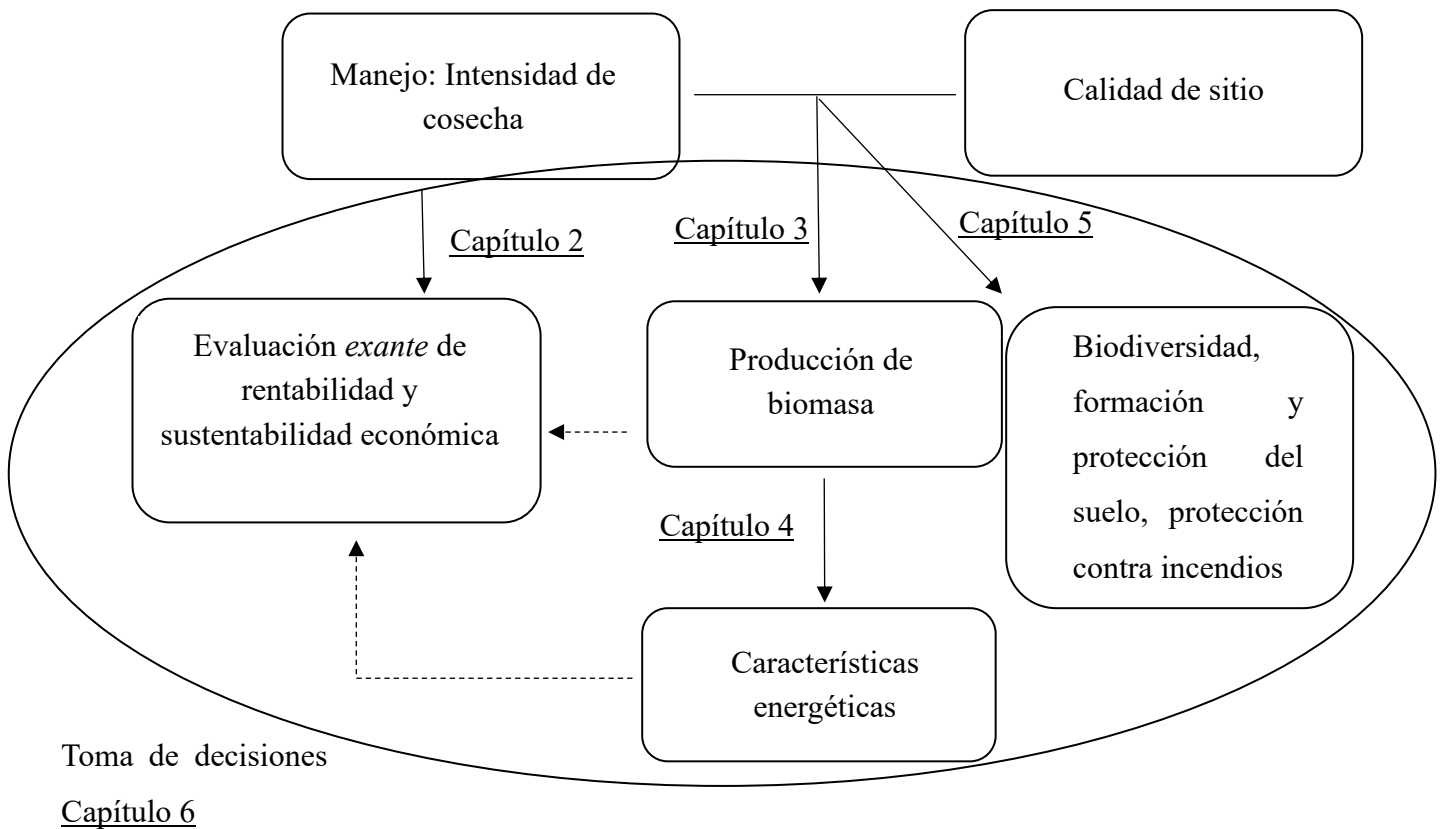 Manejo: Intensidad de
cosecha
Calidad de sitio
Capítulo 2
Capítulo 3
Capítulo 5
Evaluación exante de
rentabilidad y
sustentabilidad económica
Producción de
biomasa
Biodiversidad,
formación y
protección del
suelo, protección
contra incendios
Capítulo 4
Características
energéticas
Toma de decisiones
Capítulo 6